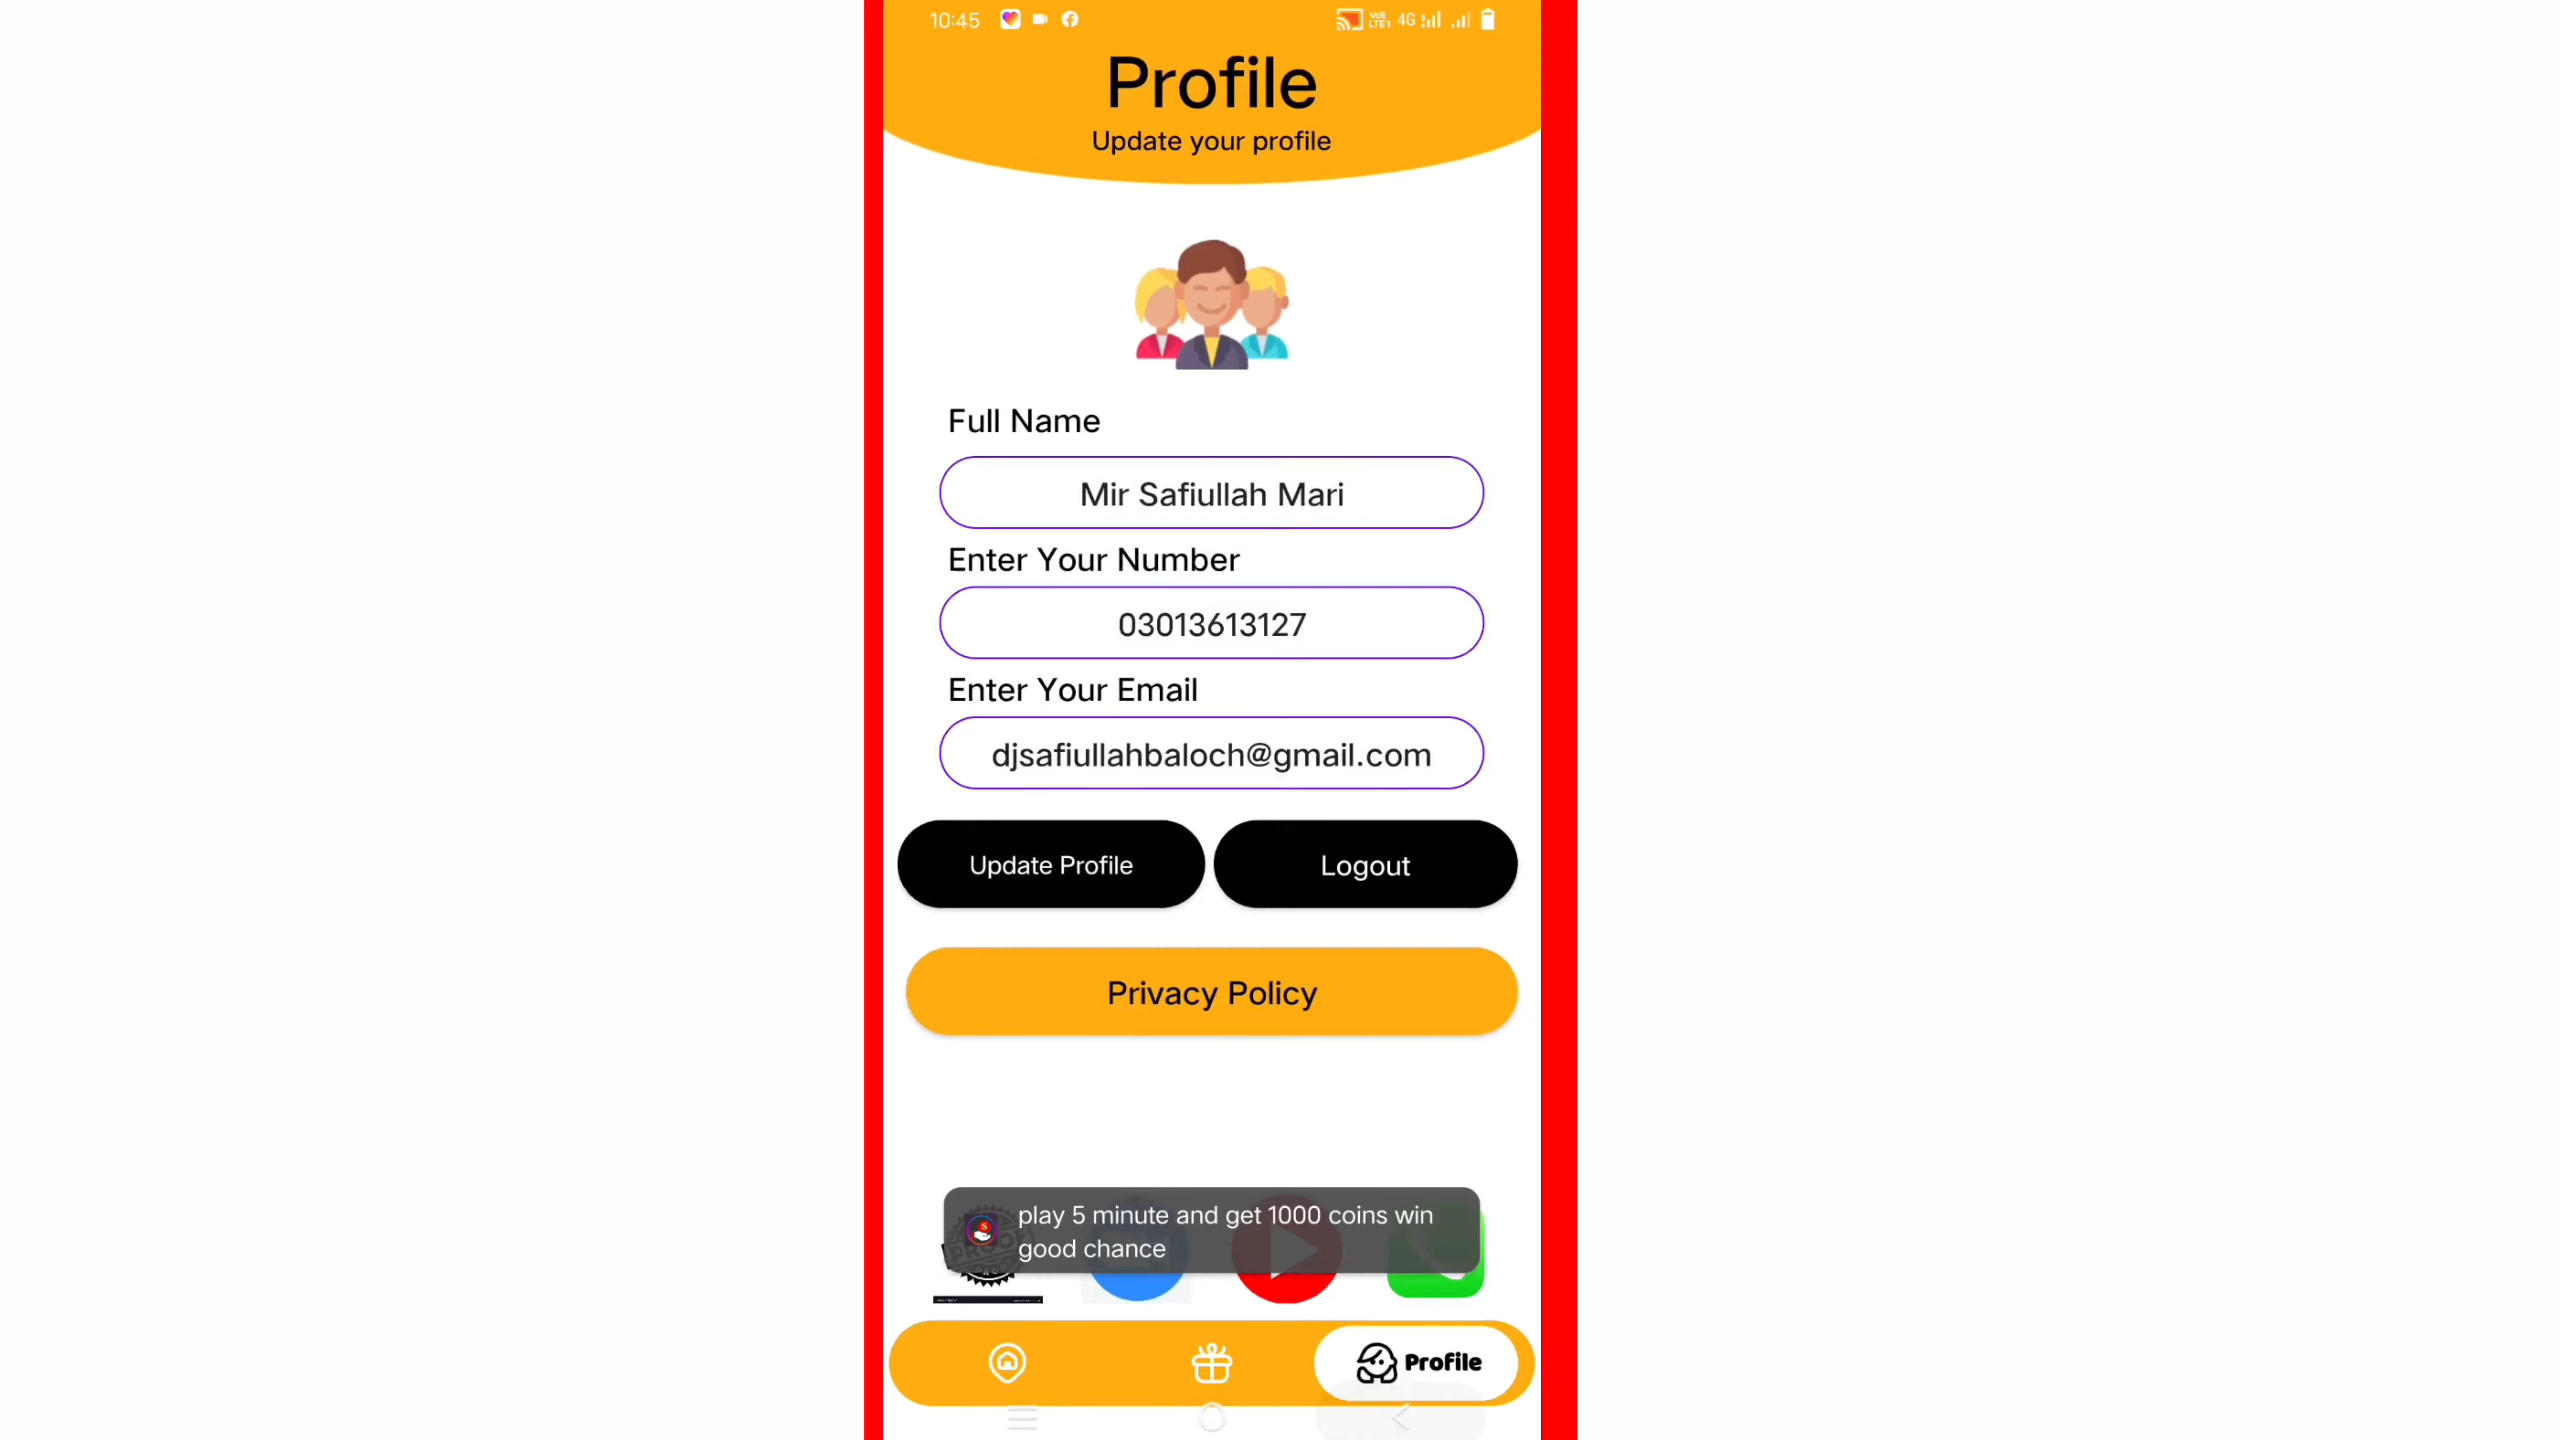 10:45
4G
Profile
Update your profile
Full Name
Mir Safiullah Mari
Enter Your Number
03013613127
Enter Your Email
djsafiullahbaloch@gmail.com
Update Profile
Logout
Privacy Policy
play 5 minute and get 1000 coins win
good chance
Profile